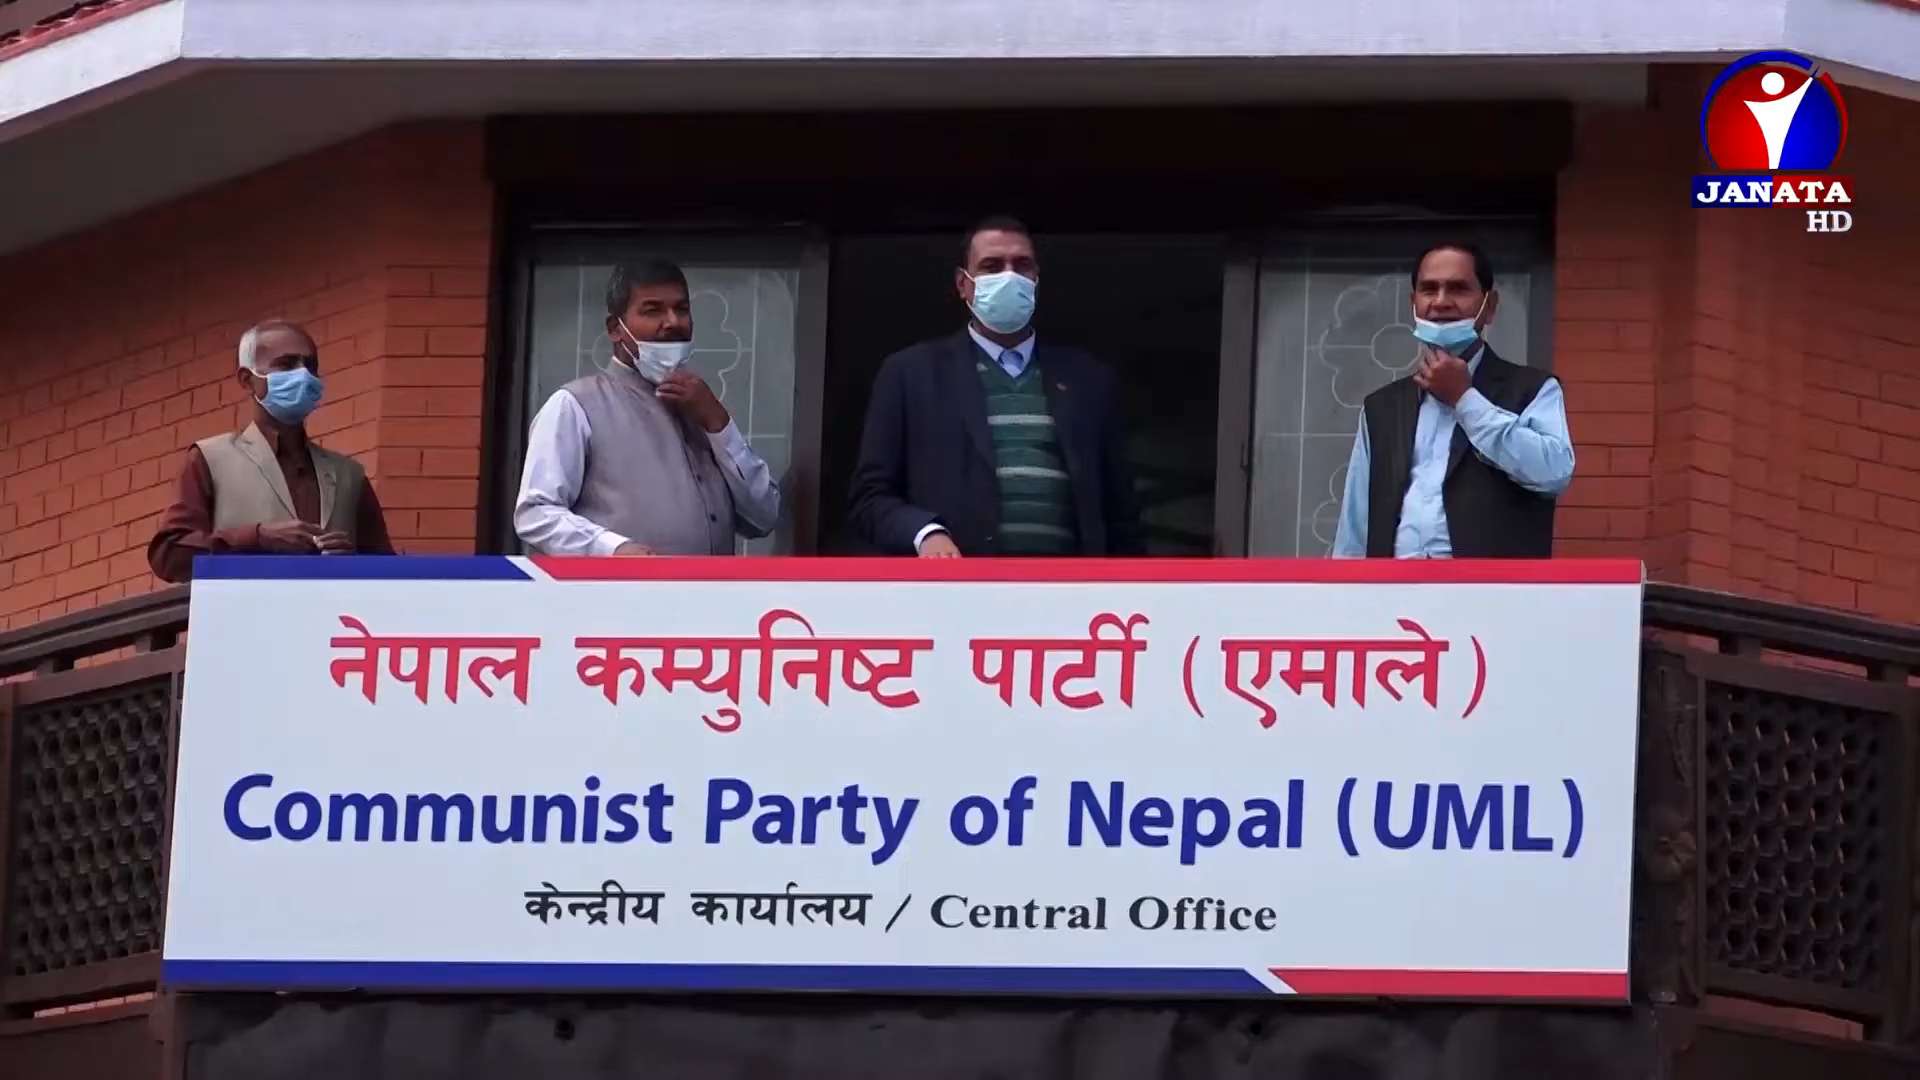 JANATA
HD
नेपाल कम्युनिष्ट पार्टी (एमाले)
Communist Party of Nepal (UML)
केन्द्रीय कार्यालय / Central Office